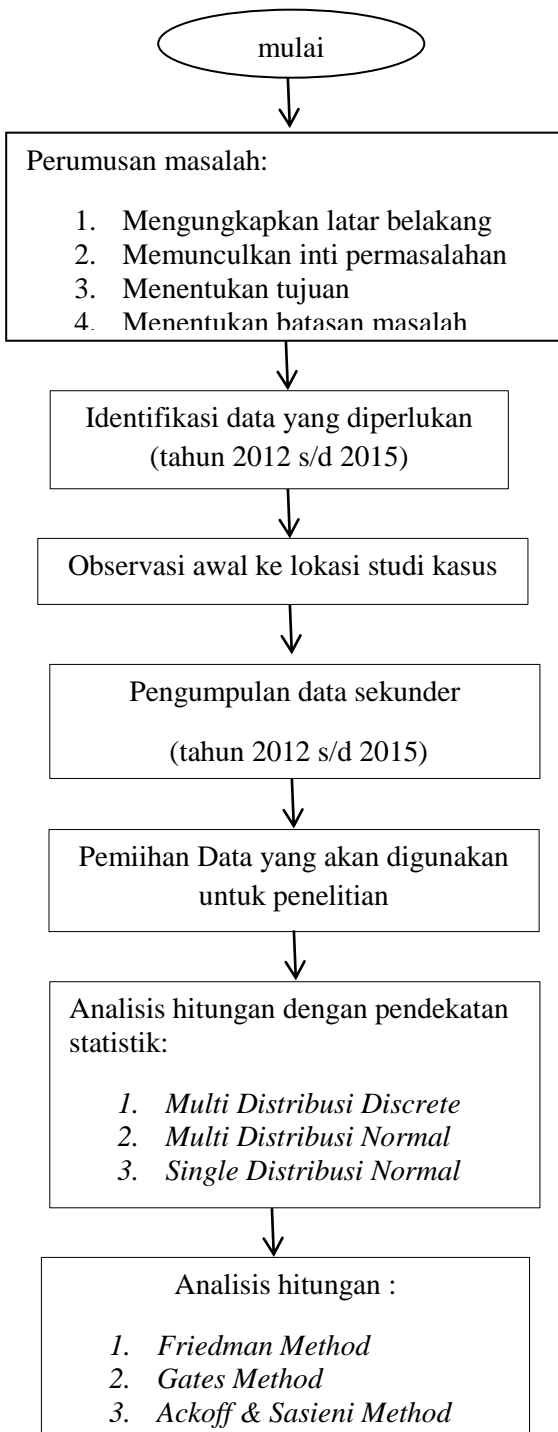 mulai
Perumusan masalah:
1. Mengungkapkan latar belakang
2. Memunculkan inti permasalahan
3. Menentukan tujuan
4. Menentukan batasan masalah
Identifikasi data yang diperlukan
(tahun 2012 s/d 2015)
Observasi awal ke lokasi studi kasus
Pengumpulan data sekunder
(tahun 2012 s/d 2015)
Pemiihan Data yang akan digunakan
untuk penelitian
Analisis hitungan dengan pendekatan
statistik:
1. Multi Distribusi Discrete
2. Multi Distribusi Normal
3. Single Distribusi Normal
Analisis hitungan :
1. Friedman Method
2. Gates Method
3. Ackoff & Sasieni Method